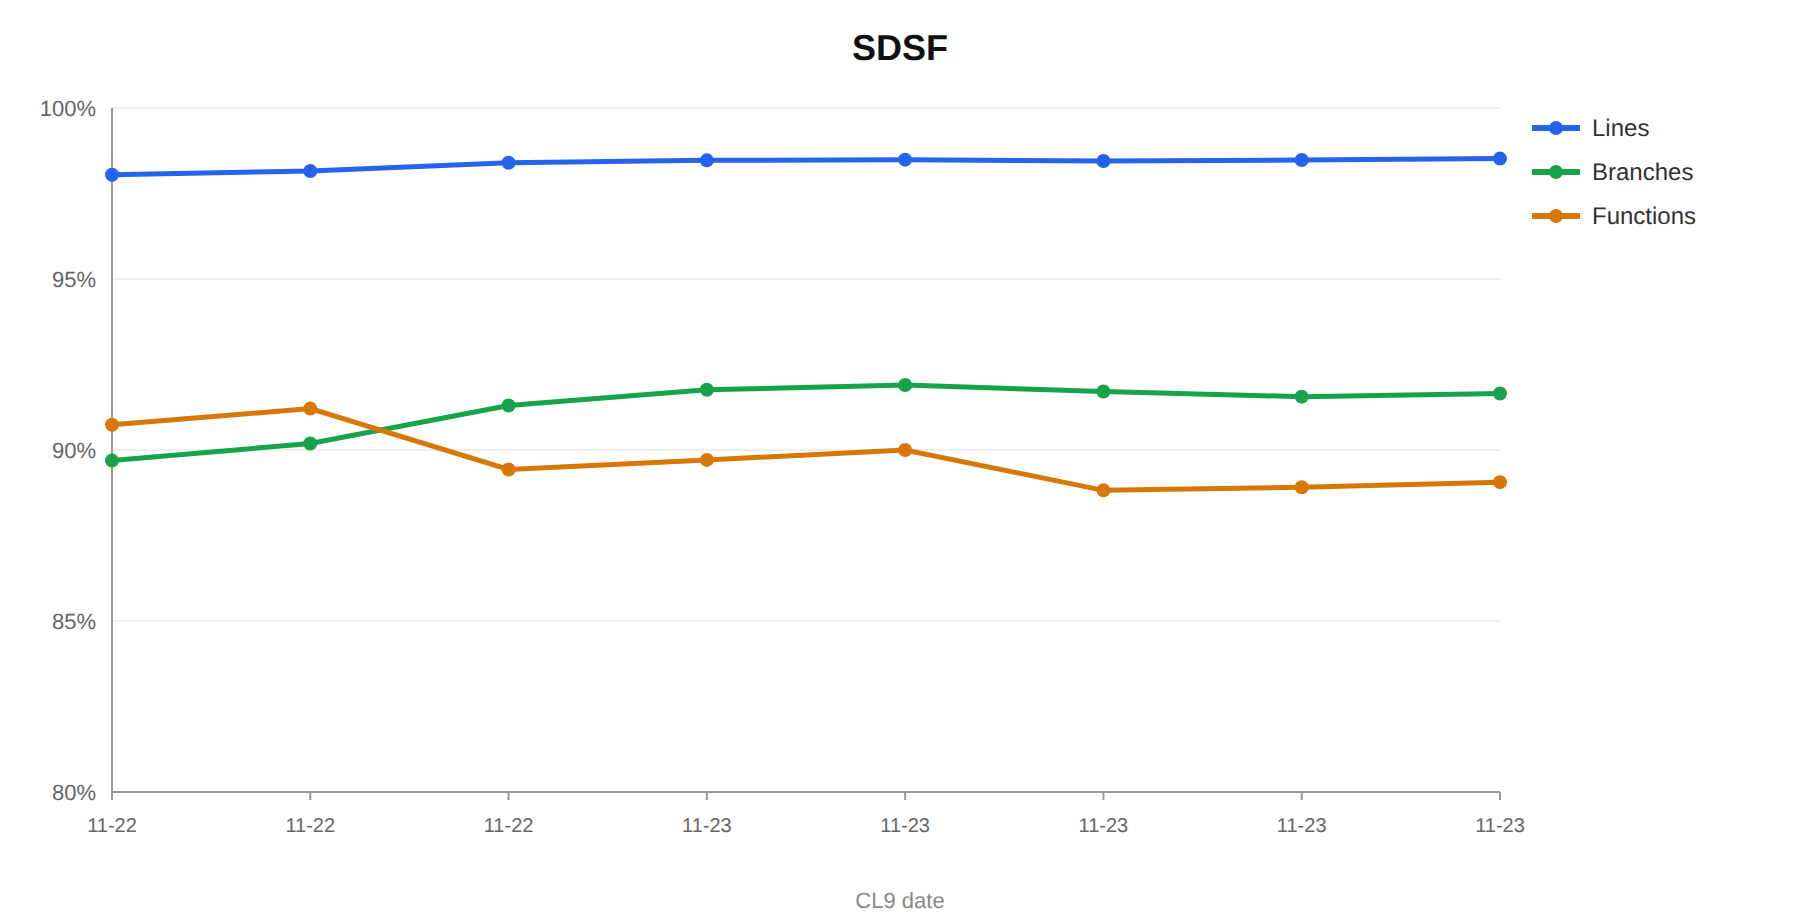 SDSF
100%
95%
90%
85%
80%
Lines
Branches
Functions
11-22 11-22 11-22 11-23 11-23 11-23 11-23 11-23
CL9 date